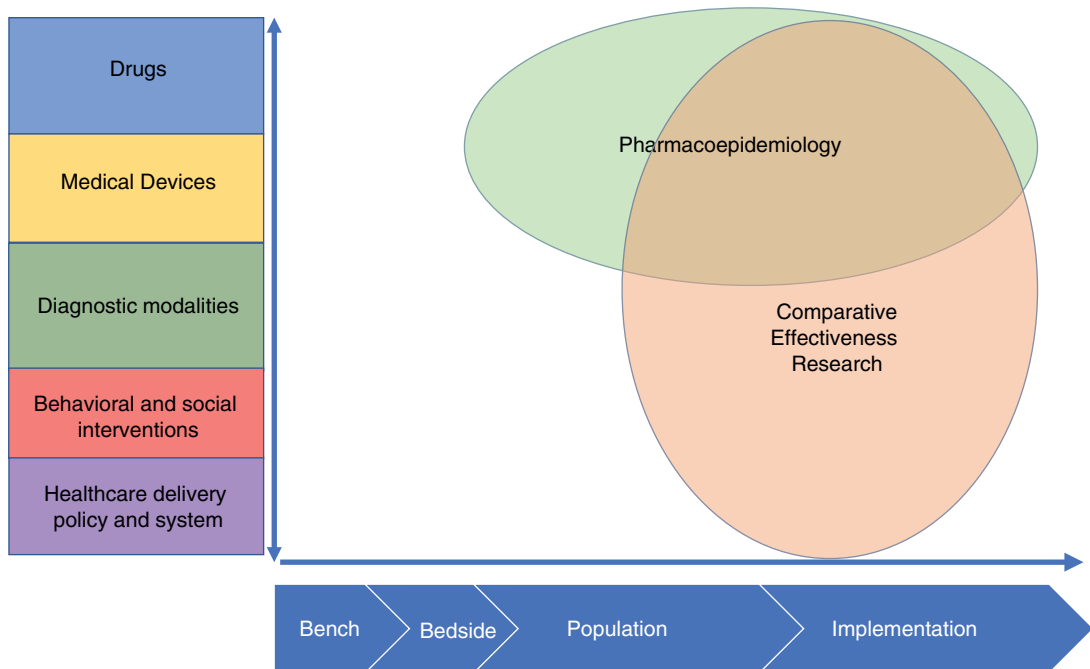 Drugs
Medical Devices
Diagnostic modalities
Behavioral and social
interventions
Healthcare delivery
policy and system
Pharmacoepidemiology
Comparative
Effectiveness
Research
Bench
Bedside
Population
Implementation